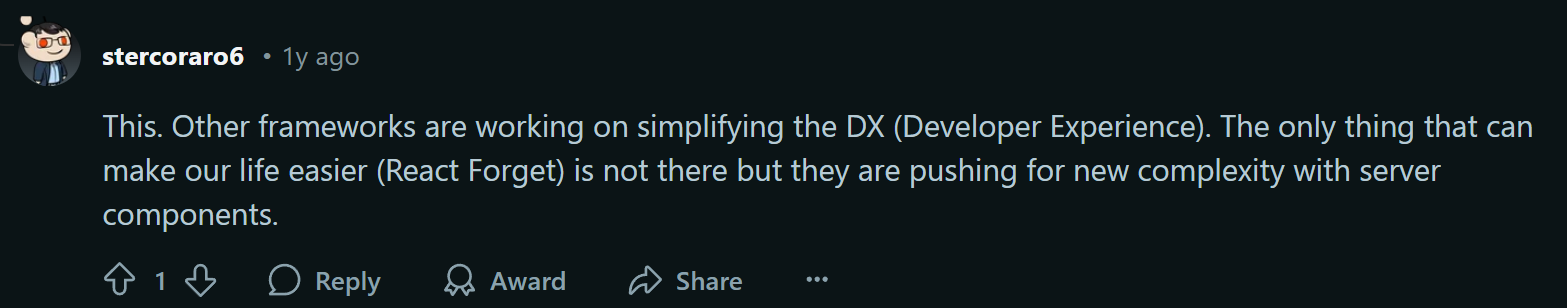 stercoraro6 • 1y ago
This. Other frameworks are working on simplifying the DX (Developer Experience). The only thing that can
make our life easier (React Forget) is not there but they are pushing for new complexity with server
components.
1 Reply Award Share ...